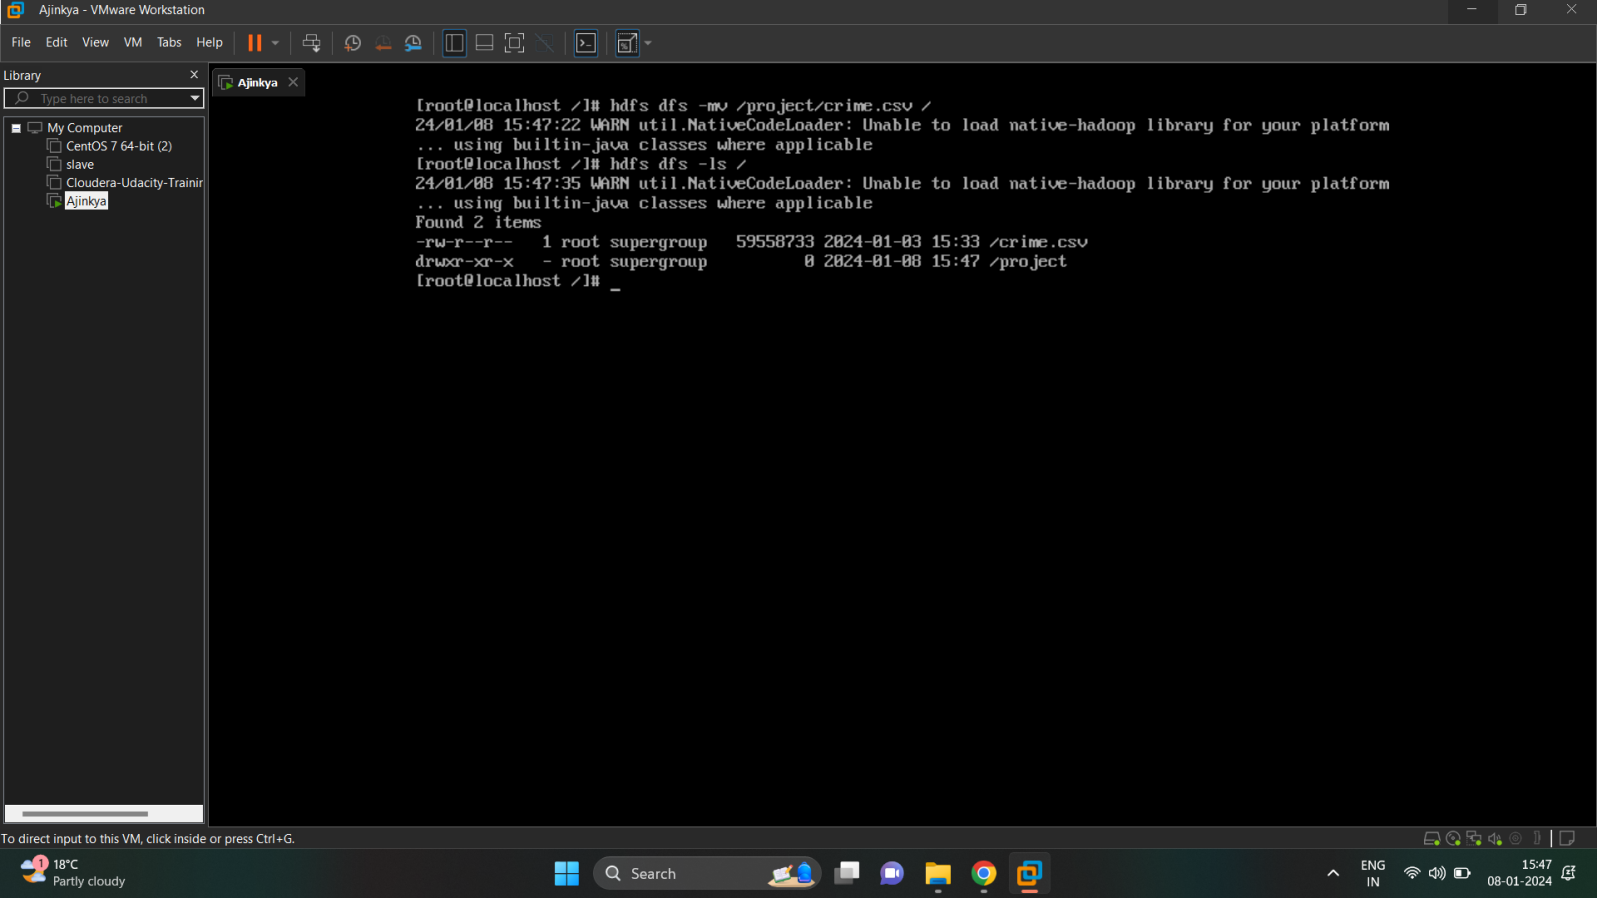 Ajinkya - VMware Workstation
File Edit View VM Tabs Help
Library
Type here to search
My Computer
CentOS 7 64-bit (2)
slave
Cloudera-Udacity-Trainir
Ajinkya
Ajinkya
[root@localhost /]# hdfs dfs -mv /project/crime.csv /
24/01/08 15:47:22 WARN util.NativeCodeLoader: Unable to load native-hadoop library for your platform
... using builtin-java classes where applicable
[root@localhost /]# hdfs dfs -ls /
24/01/08 15:47:35 WARN util.NativeCodeLoader: Unable to load native-hadoop library for your platform
... using builtin-java classes where applicable
Found 2 items
-rw-r--r-- 1 root supergroup 59558733 2024-01-03 15:33 /crime.csv
drwxr-xr-x - root supergroup 0 2024-01-08 15:47 /project
[root@localhost /]# _
To direct input to this VM, click inside or press Ctrl+G.
1
18°C
Partly cloudy
Search
ENG
IN
15:47
08-01-2024